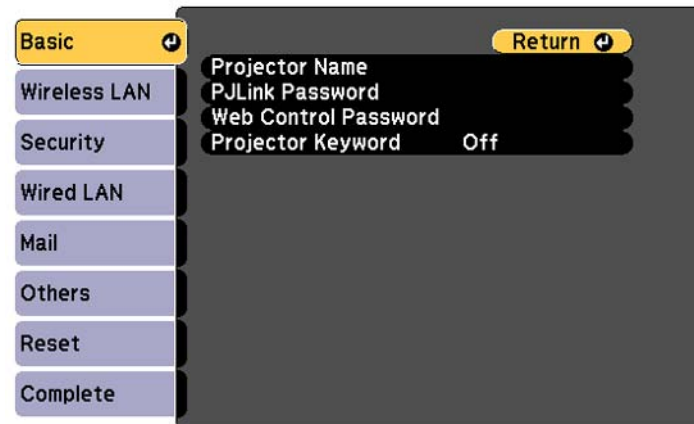 Basic
Wireless LAN
Security
Wired LAN
Mail
Others
Reset
Complete
Return
Projector Name
PJLink Password
Web Control Password
Projector Keyword Off